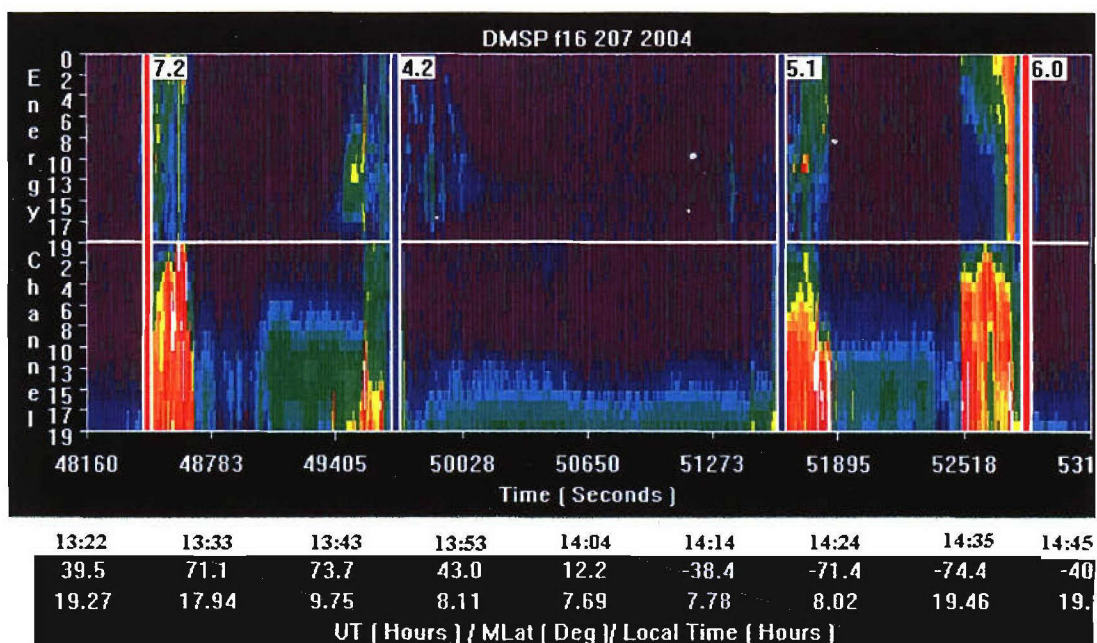 DMSP f16 207 2004
7.2 4.2 5.1 6.0
Energy Channel
0
2
4
6
8
10
13
15
17
19
2
4
6
8
10
13
15
17
19
48160 48783 49405 50028 50650 51273 51895 52518 531
Time [ Seconds ]
13:22 13:33 13:43 13:53 14:04 14:14 14:24 14:35 14:45
39.5 71.1 73.7 43.0 12.2 -38.4 -71.4 -74.4 -40
19.27 17.94 9.75 8.11 7.69 7.78 8.02 19.46 19.
UT [ Hours ] / MLat [ Deg ]/ Local Time [ Hours ]